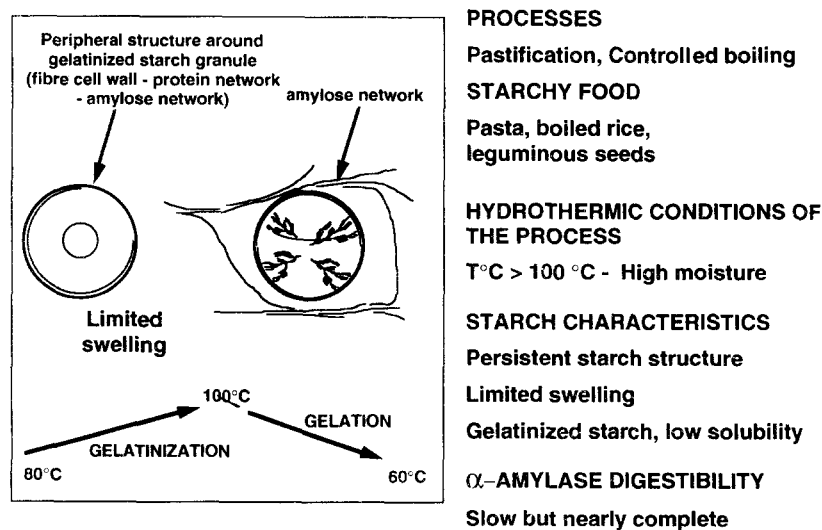 Peripheral structure around
gelatinized starch granule
(fibre cell wall - protein network
- amylose network)
amylose network
Limited
swelling
100°C
GELATINIZATION
GELATION
80°C
60°C
PROCESSES
Pastification, Controlled boiling
STARCHY FOOD
Pasta, boiled rice,
leguminous seeds
HYDROTHERMIC CONDITIONS OF
THE PROCESS
T°C > 100 °C - High moisture
STARCH CHARACTERISTICS
Persistent starch structure
Limited swelling
Gelatinized starch, low solubility
α–AMYLASE DIGESTIBILITY
Slow but nearly complete